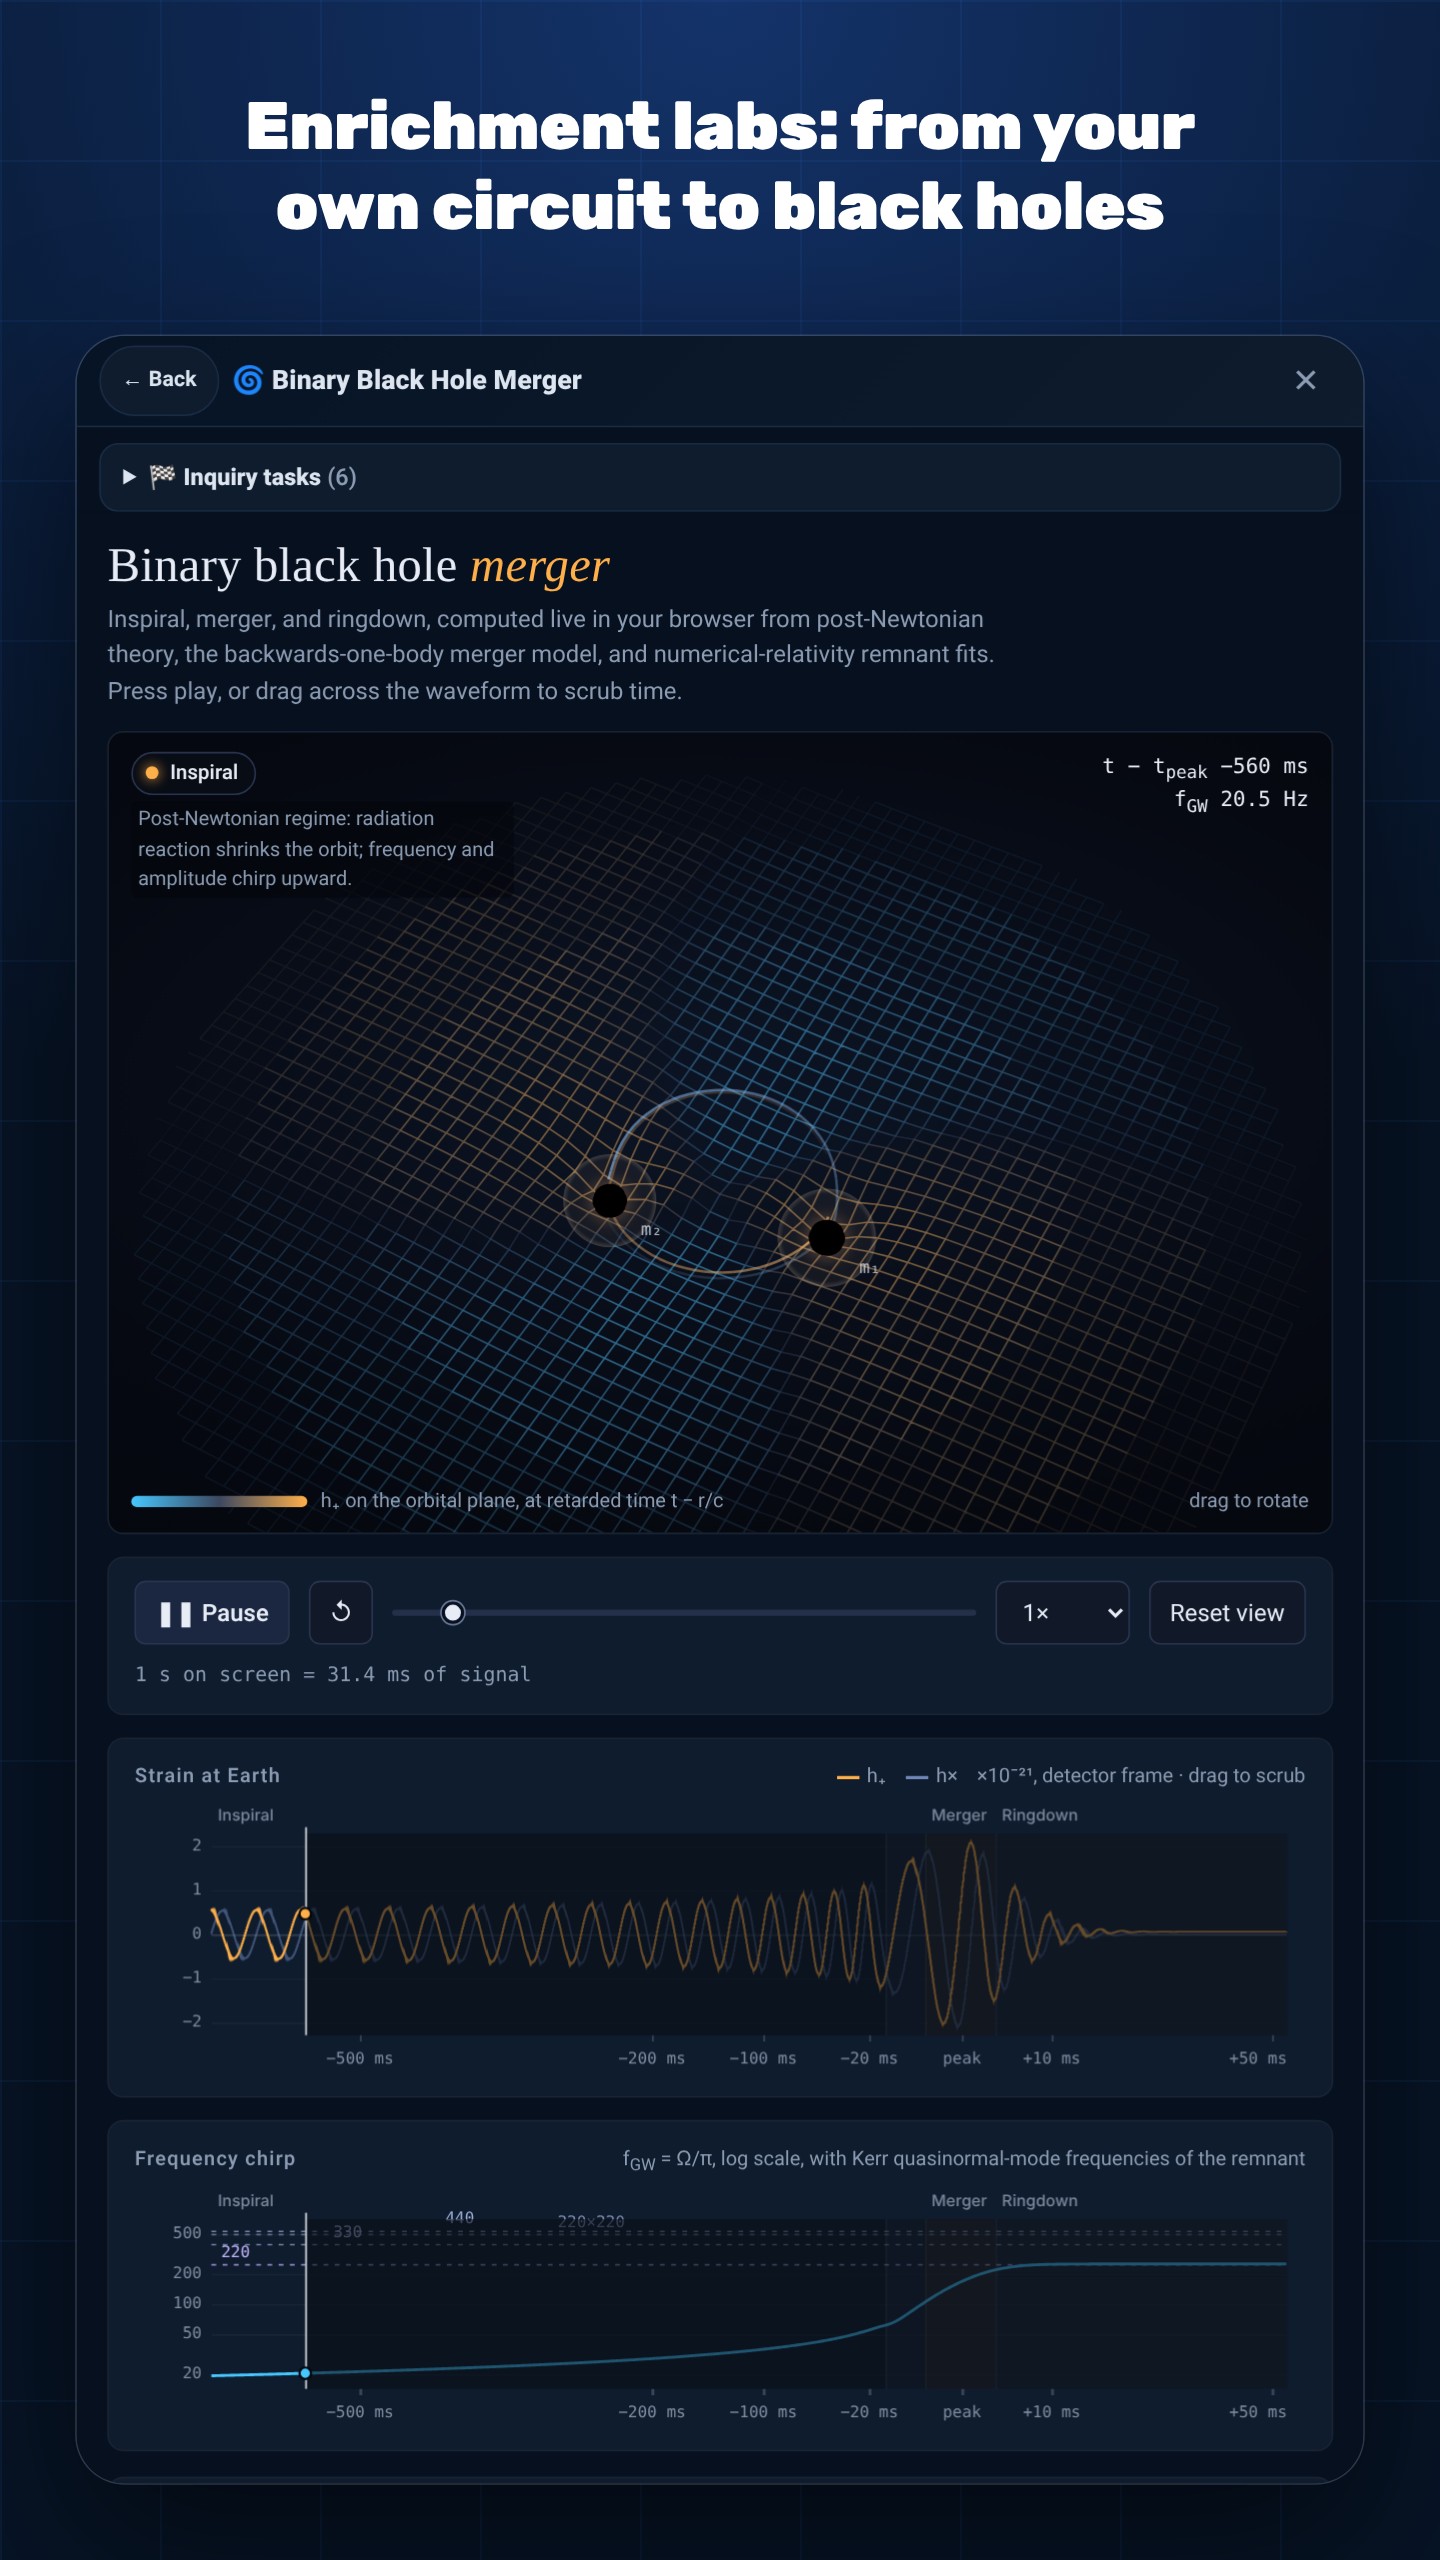 Enrichment labs: from your
own circuit to black holes
← Back 🌀 Binary Black Hole Merger ✕
▶ 🏁 Inquiry tasks (6)
Binary black hole merger
Inspiral, merger, and ringdown, computed live in your browser from post-Newtonian
theory, the backwards-one-body merger model, and numerical-relativity remnant fits.
Press play, or drag across the waveform to scrub time.
Inspiral
t − tpeak −560 ms
fGW 20.5 Hz
Post-Newtonian regime: radiation
reaction shrinks the orbit; frequency and
amplitude chirp upward.
m₂
m₁
h₊ on the orbital plane, at retarded time t − r/c
drag to rotate
❚❚ Pause ↺ 1× Reset view
1 s on screen = 31.4 ms of signal
Strain at Earth
h₊ h× ×10⁻²¹, detector frame · drag to scrub
Inspiral Merger Ringdown
2
1
0
−1
−2
−500 ms −200 ms −100 ms −20 ms peak +10 ms +50 ms
Frequency chirp
fGW = Ω/π, log scale, with Kerr quasinormal-mode frequencies of the remnant
Inspiral Merger Ringdown
440 220×220
500 330
220
200
100
50
20
−500 ms −200 ms −100 ms −20 ms peak +10 ms +50 ms